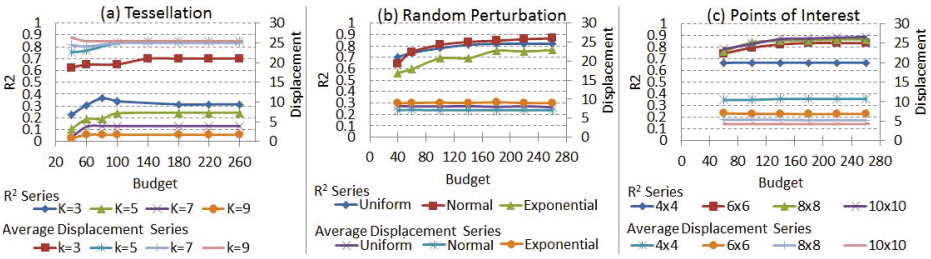 (a) Tessellation
R2
1
0.9
0.8
0.7
0.6
0.5
0.4
0.3
0.2
0.1
0
30
25
20
15
10
5
0
Displacement
20 60 100 140 180 220 260
Budget
R² Series
K=3 K=5 K=7 K=9
Average Displacement Series
k=3 k=5 k=7 k=9
(b) Random Perturbation
R2
1
0.9
0.8
0.7
0.6
0.5
0.4
0.3
0.2
0.1
0
30
25
20
15
10
5
0
Displacement
0 40 80 120 160 200 240 280
Budget
R² Series
Uniform Normal Exponential
Average Displacement Series
Uniform Normal Exponential
(c) Points of Interest
R2
1
0.9
0.8
0.7
0.6
0.5
0.4
0.3
0.2
0.1
0
30
25
20
15
10
5
0
Displacement
0 40 80 120 160 200 240 280
Budget
R² Series
4x4 6x6 8x8 10x10
Average Displacement Series
4x4 6x6 8x8 10x10